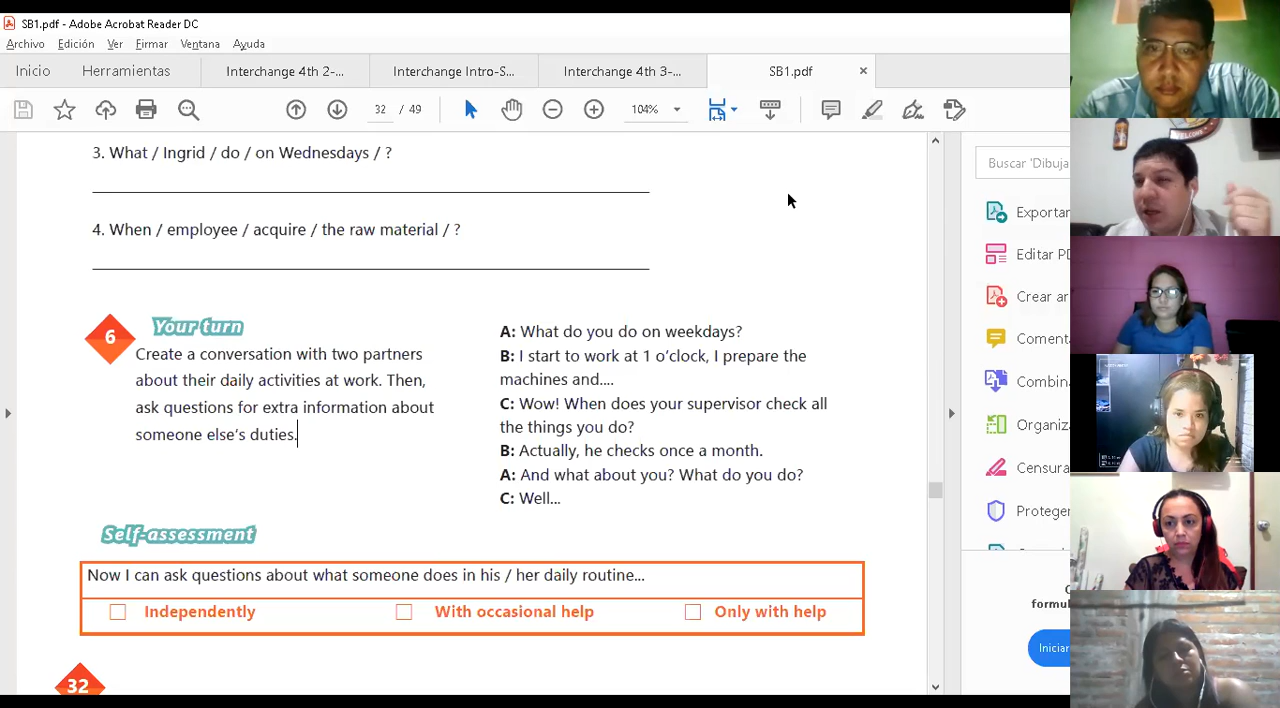 SB1.pdf - Adobe Acrobat Reader DC
Archivo Edición Ver Firmar Ventana Ayuda
Inicio Herramientas Interchange 4th 2-... Interchange Intro-S... Interchange 4th 3-... SB1.pdf
32 / 49 104%
3. What / Ingrid / do / on Wednesdays / ?
4. When / employee / acquire / the raw material / ?
6 Your turn
Create a conversation with two partners
about their daily activities at work. Then,
ask questions for extra information about
someone else's duties.
A: What do you do on weekdays?
B: I start to work at 1 o'clock, I prepare the
machines and....
C: Wow! When does your supervisor check all
the things you do?
B: Actually, he checks once a month.
A: And what about you? What do you do?
C: Well...
Self-assessment
Now I can ask questions about what someone does in his / her daily routine...
Independently With occasional help Only with help
32
Buscar 'Dibuja
Exportar
Editar PD
Crear ar
Comenta
Combina
Organiza
Censura
Proteger
formu
Iniciar
WELCOME